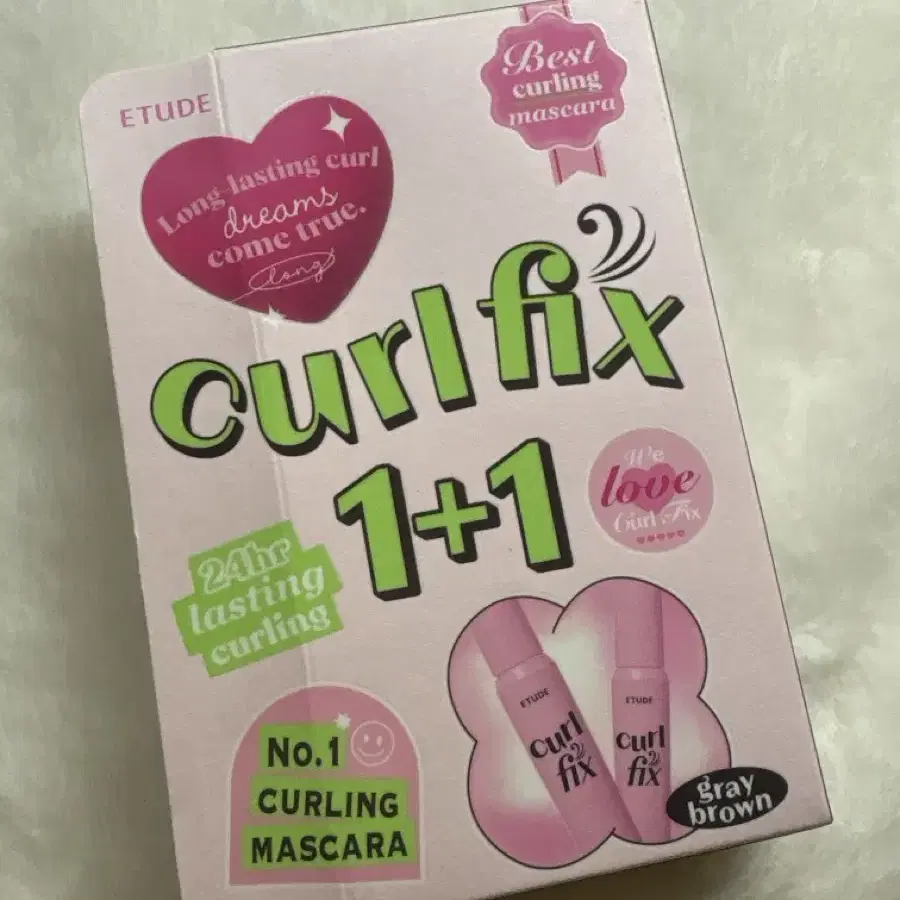 ETUDE
Best
curling
mascara
Long-lasting curl
dreams
come true.
long
curl fix
1+1
We
love
Curl Fix
24hr
lasting
curling
No.1
CURLING
MASCARA
ETUDE
curl
fix
ETUDE
curl
fix
gray
brown